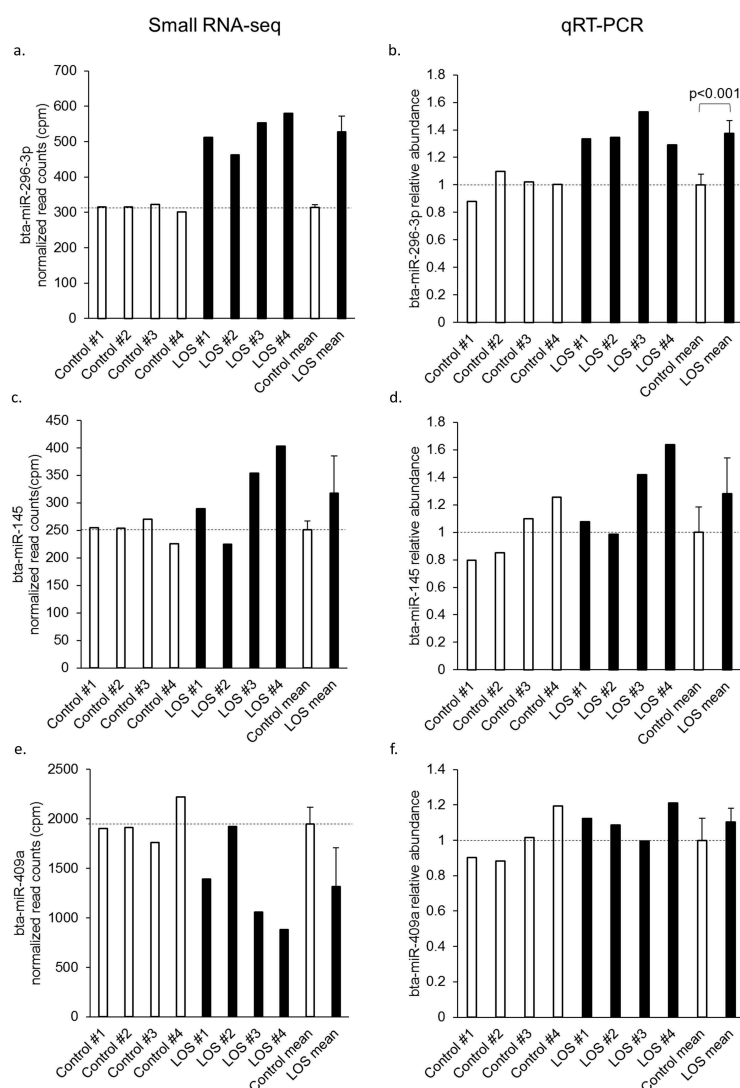 Small RNA-seq
qRT-PCR
a.
bta-miR-296-3p
normalized read counts (cpm)
700
600
500
400
300
200
100
0
Control #1
Control #2
Control #3
Control #4
LOS #1
LOS #2
LOS #3
LOS #4
Control mean
LOS mean
b.
bta-miR-296-3p relative abundance
1.8
1.6
1.4
1.2
1
0.8
0.6
0.4
0.2
0
p<0.001
Control #1
Control #2
Control #3
Control #4
LOS #1
LOS #2
LOS #3
LOS #4
Control mean
LOS mean
c.
bta-miR-145
normalized read counts(cpm)
450
400
350
300
250
200
150
100
50
0
Control #1
Control #2
Control #3
Control #4
LOS #1
LOS #2
LOS #3
LOS #4
Control mean
LOS mean
d.
bta-miR-145 relative abundance
1.8
1.6
1.4
1.2
1
0.8
0.6
0.4
0.2
0
Control #1
Control #2
Control #3
Control #4
LOS #1
LOS #2
LOS #3
LOS #4
Control mean
LOS mean
e.
bta-miR-409a
normalized read counts (cpm)
2500
2000
1500
1000
500
0
Control #1
Control #2
Control #3
Control #4
LOS #1
LOS #2
LOS #3
LOS #4
Control mean
LOS mean
f.
bta-miR-409a relative abundance
1.4
1.2
1
0.8
0.6
0.4
0.2
0
Control #1
Control #2
Control #3
Control #4
LOS #1
LOS #2
LOS #3
LOS #4
Control mean
LOS mean